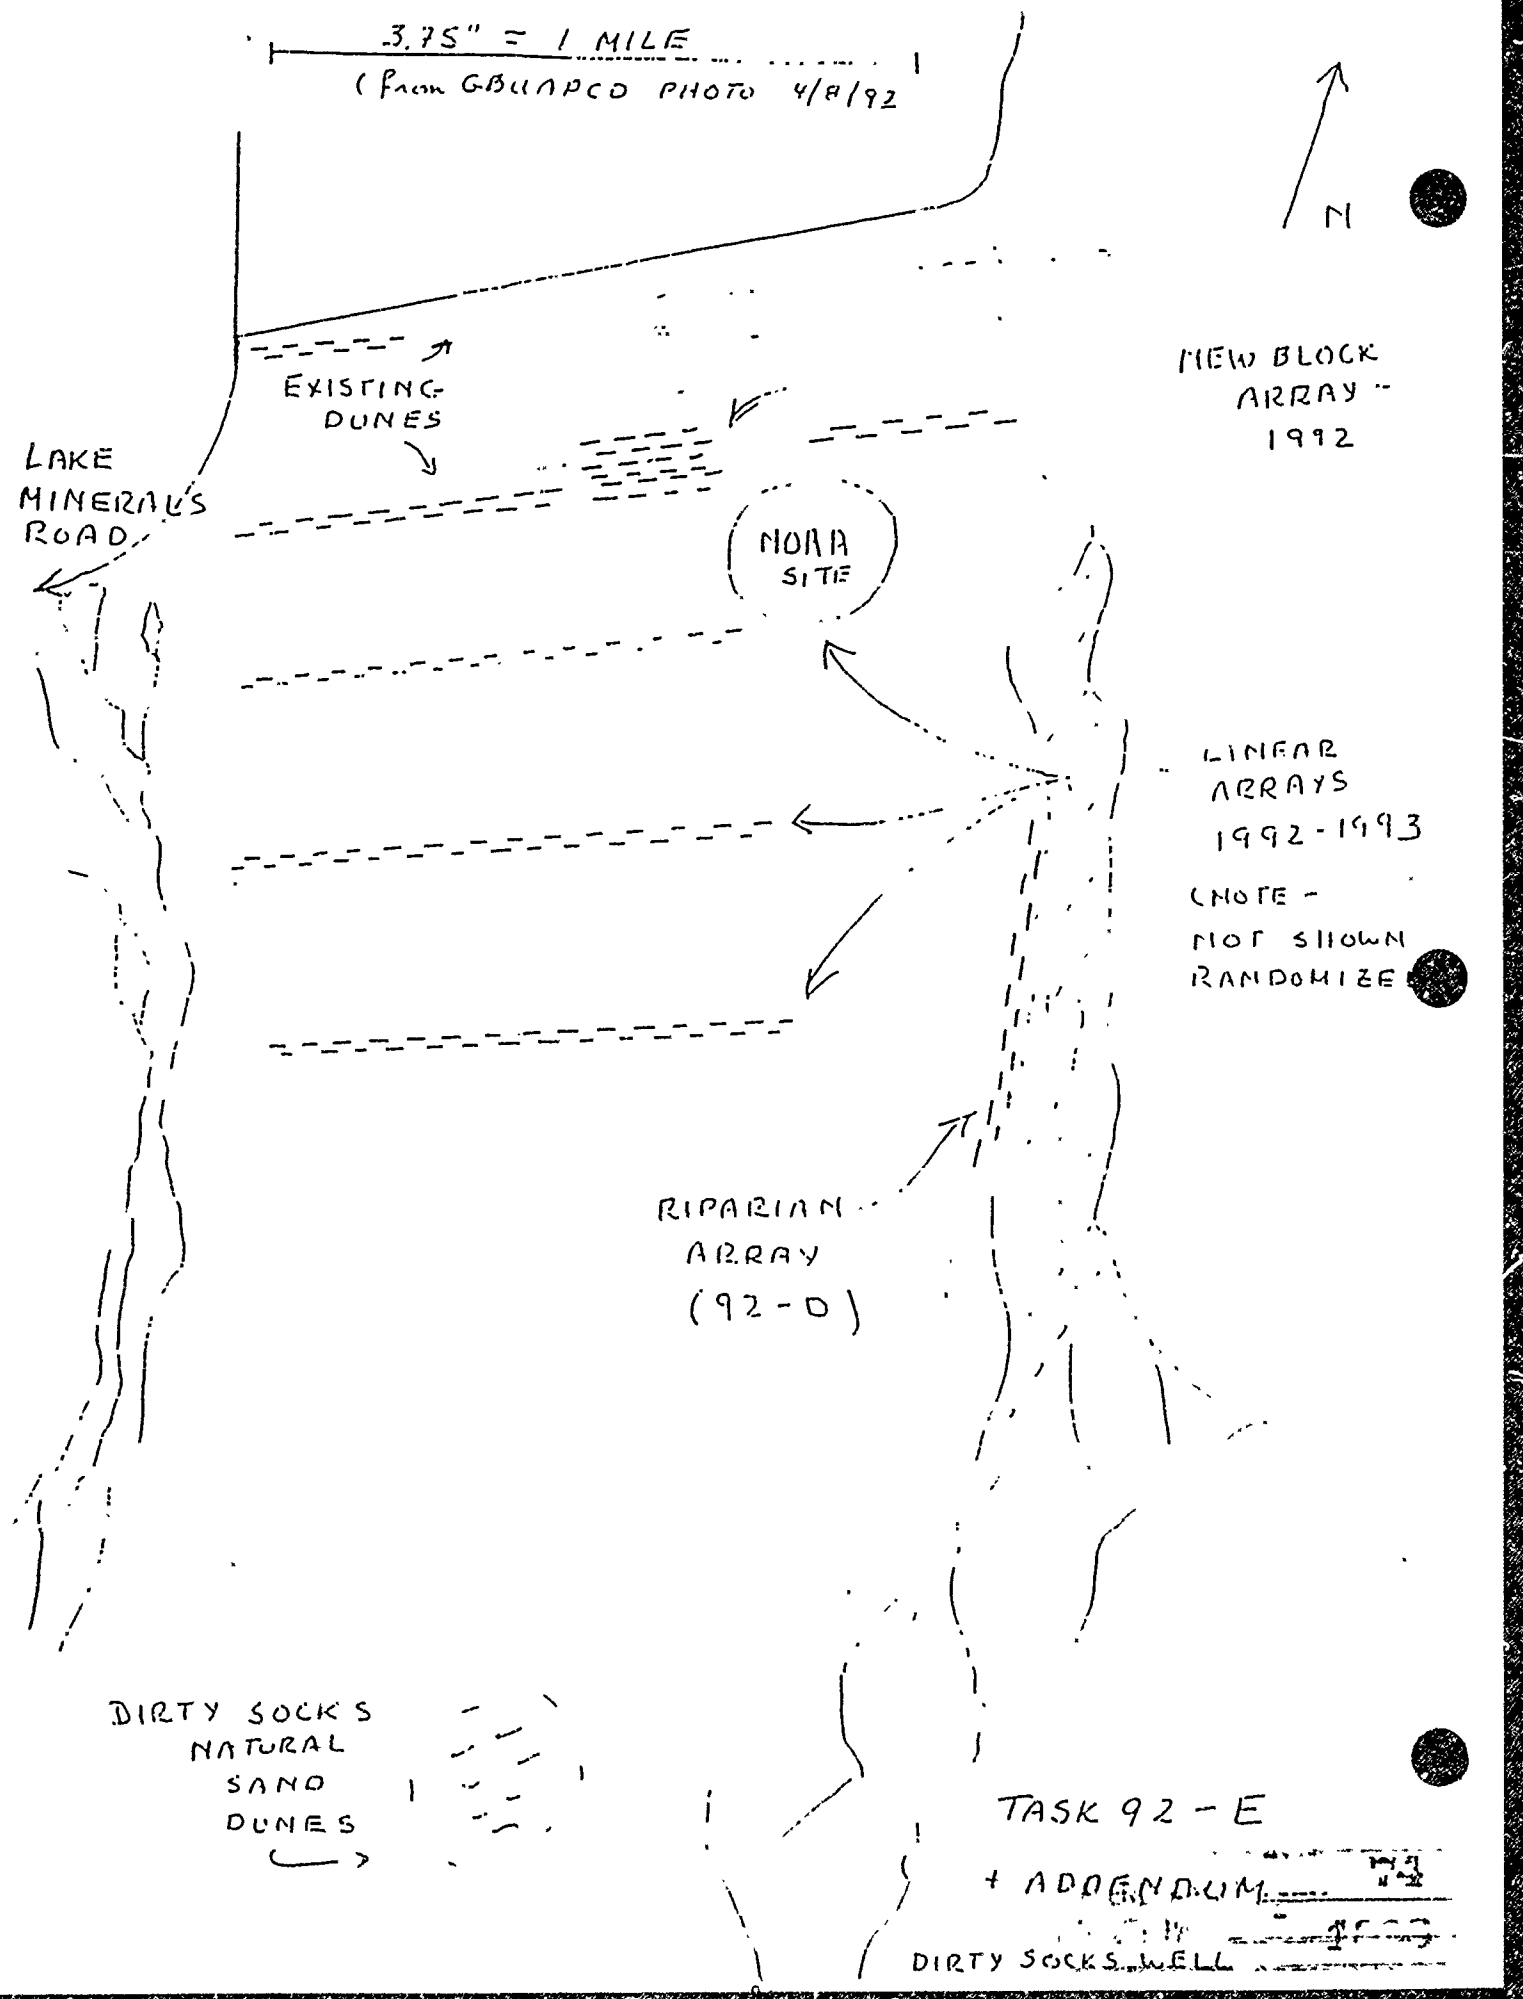 3.75" = 1 MILE
(from GBUAPCD PHOTO 4/8/92
N
NEW BLOCK
ARRAY -
1992
EXISTING
DUNES
LAKE
MINERALS
ROAD
NOAA
SITE
LINEAR
ARRAYS
1992-1993
(NOTE -
NOT SHOWN
RANDOMIZE
RIPARIAN
ARRAY
(92-D)
DIRTY SOCKS
NATURAL
SAND
DUNES
TASK 92-E
+ ADDENDUM
DIRTY SOCKS WELL